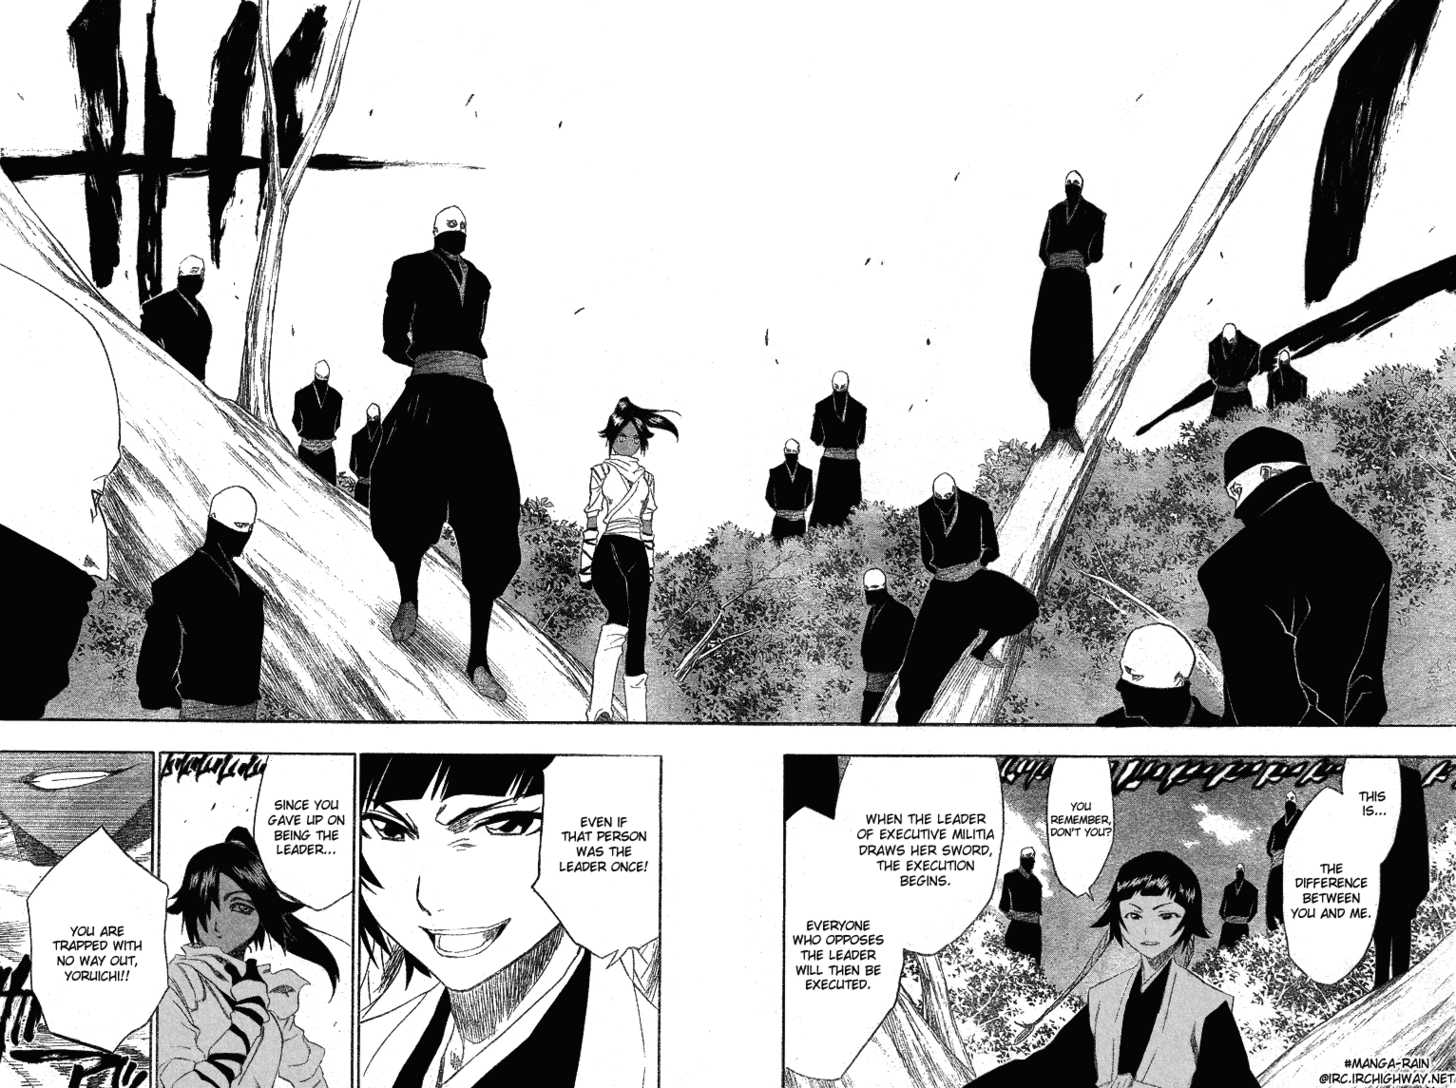 THIS
IS...
THE
DIFFERENCE
BETWEEN
YOU AND ME.
YOU
REMEMBER,
DON'T YOU?
WHEN THE LEADER
OF EXECUTIVE MILITIA
DRAWS HER SWORD,
THE EXECUTION
BEGINS.
EVERYONE
WHO OPPOSES
THE LEADER
WILL THEN BE
EXECUTED.
EVEN IF
THAT PERSON
WAS THE
LEADER ONCE!
SINCE YOU
GAVE UP ON
BEING THE
LEADER...
YOU ARE
TRAPPED WITH
NO WAY OUT,
YORUICHI!!
#MANGA-RAIN
@IRC.IRCHIGHWAY.NET